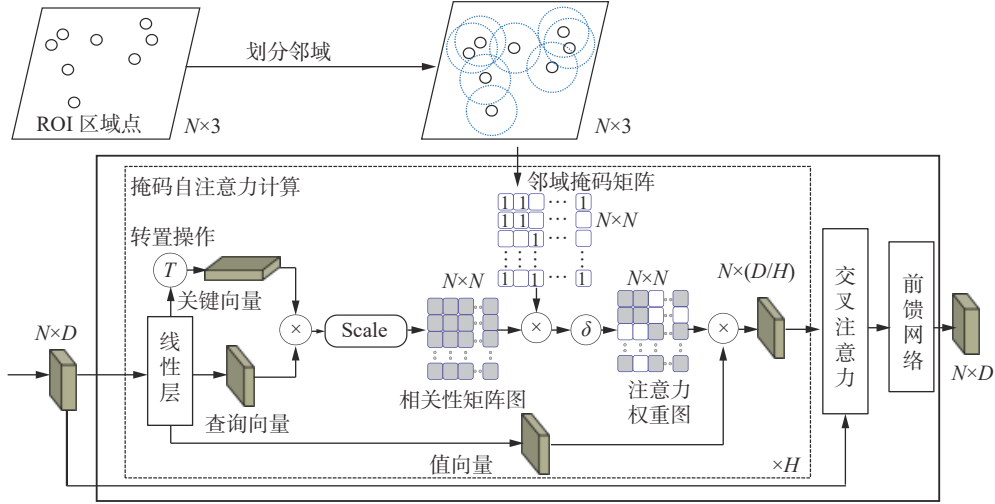 划分邻域
ROI 区域点
N×3
N×3
掩码自注意力计算
邻域掩码矩阵
1 1 ··· 1
1 1 ···
1 ···
1 ··· 1
N×N
转置操作
T
关键向量
N×D
线性层
×
Scale
N×N
相关性矩阵图
×
δ
N×N
注意力
权重图
×
N×(D/H)
查询向量
值向量
×H
交叉注意力
前馈网络
N×D